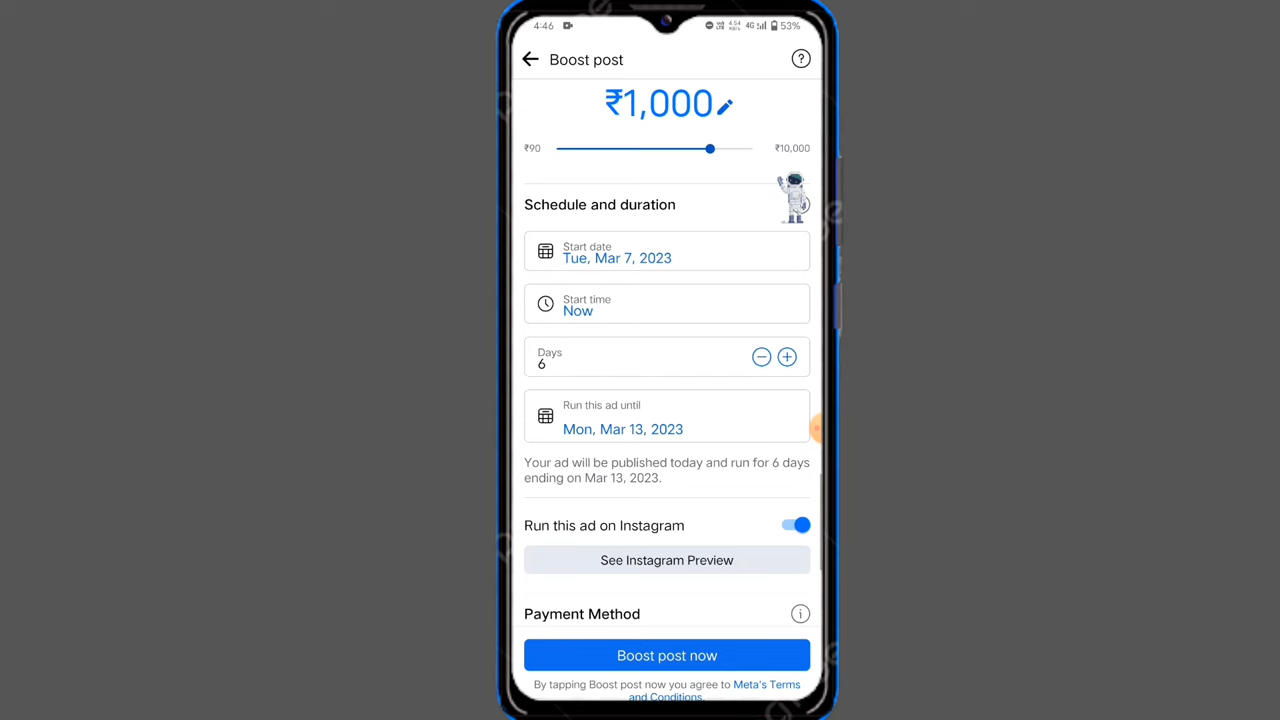 4:46
4G
53%
Boost post
?
₹1,000
₹90
₹10,000
Schedule and duration
Start date
Tue, Mar 7, 2023
Start time
Now
Days
6
Run this ad until
Mon, Mar 13, 2023
Your ad will be published today and run for 6 days
ending on Mar 13, 2023.
Run this ad on Instagram
See Instagram Preview
Payment Method
Boost post now
By tapping Boost post now you agree to Meta's Terms
and Conditions.